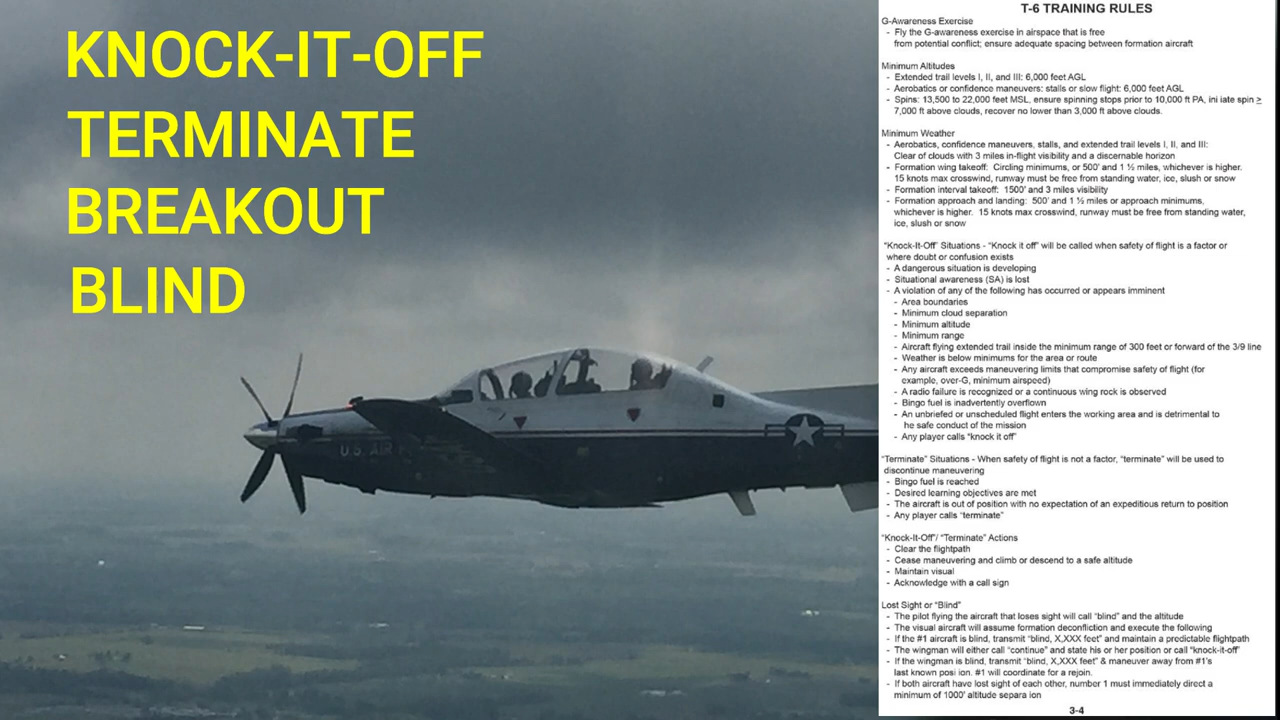 KNOCK-IT-OFF
TERMINATE
BREAKOUT
BLIND
U.S. AIR
T-6 TRAINING RULES
G-Awareness Exercise
- Fly the G-awareness exercise in airspace that is free
from potential conflict; ensure adequate spacing between formation aircraft
Minimum Altitudes
- Extended trail levels I, II, and III: 6,000 feet AGL
- Aerobatics or confidence maneuvers: stalls or slow flight: 6,000 feet AGL
- Spins: 13,500 to 22,000 feet MSL, ensure spinning stops prior to 10,000 ft PA, ini iate spin ≥
7,000 ft above clouds, recover no lower than 3,000 ft above clouds.
Minimum Weather
- Aerobatics, confidence maneuvers, stalls, and extended trail levels I, II, and III:
Clear of clouds with 3 miles in-flight visibility and a discernable horizon
- Formation wing takeoff: Circling minimums, or 500' and 1 ½ miles, whichever is higher.
15 knots max crosswind, runway must be free from standing water, ice, slush or snow
- Formation interval takeoff: 1500' and 3 miles visibility
- Formation approach and landing: 500' and 1 ½ miles or approach minimums,
whichever is higher. 15 knots max crosswind, runway must be free from standing water,
ice, slush or snow
"Knock-It-Off' Situations - "Knock it off" will be called when safety of flight is a factor or
where doubt or confusion exists
- A dangerous situation is developing
- Situational awareness (SA) is lost
- A violation of any of the following has occurred or appears imminent
- Area boundaries
- Minimum cloud separation
- Minimum altitude
- Minimum range
- Aircraft flying extended trail inside the minimum range of 300 feet or forward of the 3/9 line
- Weather is below minimums for the area or route
- Any aircraft exceeds maneuvering limits that compromise safety of flight (for
example, over-G, minimum airspeed)
- A radio failure is recognized or a continuous wing rock is observed
- Bingo fuel is inadvertently overflown
- An unbriefed or unscheduled flight enters the working area and is detrimental to
he safe conduct of the mission
- Any player calls "knock it off"
"Terminate" Situations - When safety of flight is not a factor, "terminate" will be used to
discontinue maneuvering
- Bingo fuel is reached
- Desired learning objectives are met
- The aircraft is out of position with no expectation of an expeditious return to position
- Any player calls "terminate"
"Knock-It-Off"/ "Terminate" Actions
- Clear the flightpath
- Cease maneuvering and climb or descend to a safe altitude
- Maintain visual
- Acknowledge with a call sign
Lost Sight or "Blind"
- The pilot flying the aircraft that loses sight will call "blind" and the altitude
- The visual aircraft will assume formation deconfliction and execute the following
- If the #1 aircraft is blind, transmit "blind, X,XXX feet" and maintain a predictable flightpath
- The wingman will either call "continue" and state his or her position or call "knock-it-off"
- If the wingman is blind, transmit "blind, X,XXX feet" & maneuver away from #1's
last known posi ion. #1 will coordinate for a rejoin.
- If both aircraft have lost sight of each other, number 1 must immediately direct a
minimum of 1000' altitude separa ion
3-4